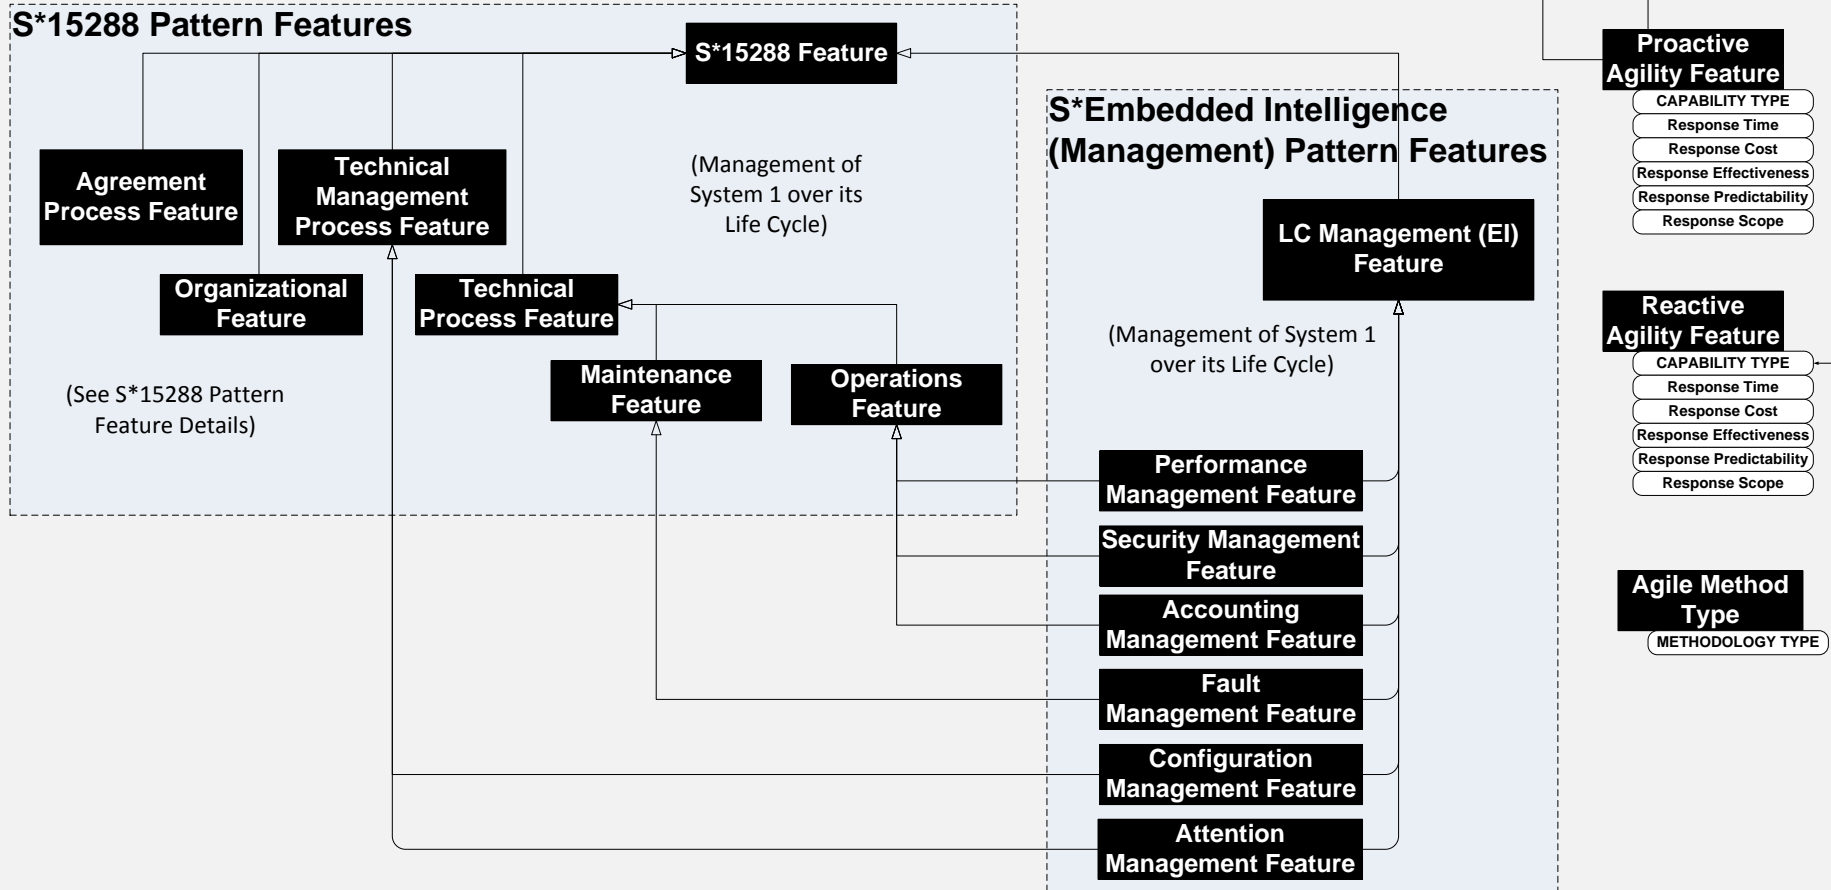 S*15288 Pattern Features
S*15288 Feature
Agreement
Process Feature
Technical
Management
Process Feature
(Management of
System 1 over its
Life Cycle)
Organizational
Feature
Technical
Process Feature
Maintenance
Feature
Operations
Feature
(See S*15288 Pattern
Feature Details)
S*Embedded Intelligence
(Management) Pattern Features
LC Management (EI)
Feature
(Management of System 1
over its Life Cycle)
Performance
Management Feature
Security Management
Feature
Accounting
Management Feature
Fault
Management Feature
Configuration
Management Feature
Attention
Management Feature
Proactive
Agility Feature
CAPABILITY TYPE
Response Time
Response Cost
Response Effectiveness
Response Predictability
Response Scope
Reactive
Agility Feature
CAPABILITY TYPE
Response Time
Response Cost
Response Effectiveness
Response Predictability
Response Scope
Agile Method
Type
METHODOLOGY TYPE